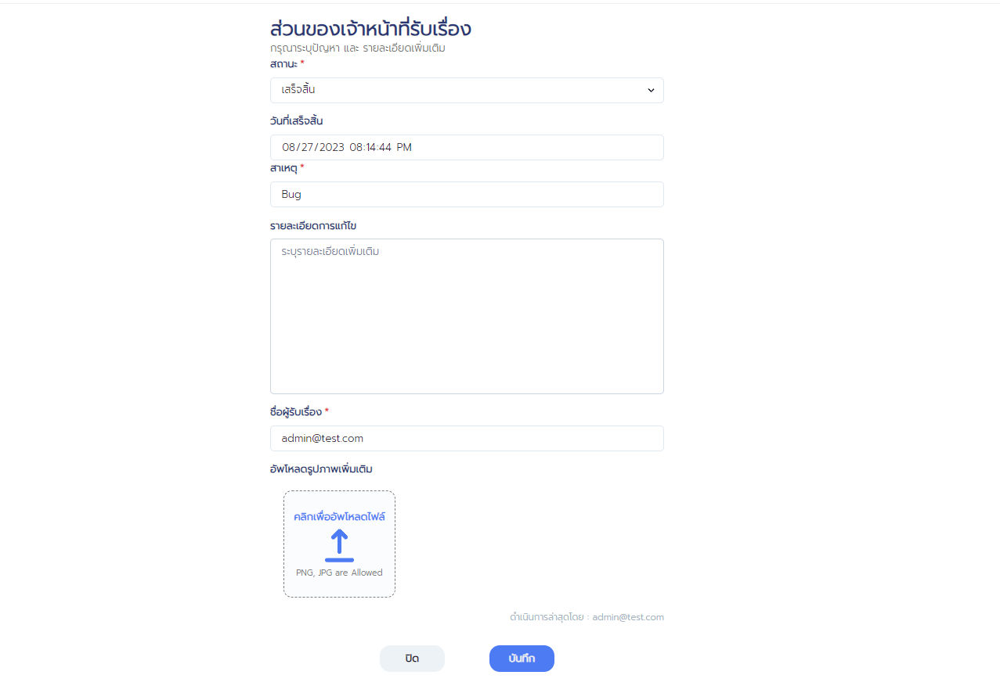 ส่วนของเจ้าหน้าที่รับเรื่อง
กรุณาระบุปัญหา และ รายละเอียดเพิ่มเติม
สถานะ *
เสร็จสิ้น
วันที่เสร็จสิ้น
08/27/2023 08:14:44 PM
สาเหตุ *
Bug
รายละเอียดการแก้ไข
ระบุรายละเอียดเพิ่มเติม
ชื่อผู้รับเรื่อง *
admin@test.com
อัพโหลดรูปภาพเพิ่มเติม
คลิกเพื่ออัพโหลดไฟล์
PNG, JPG are Allowed
ดำเนินการล่าสุดโดย : admin@test.com
ปิด
บันทึก